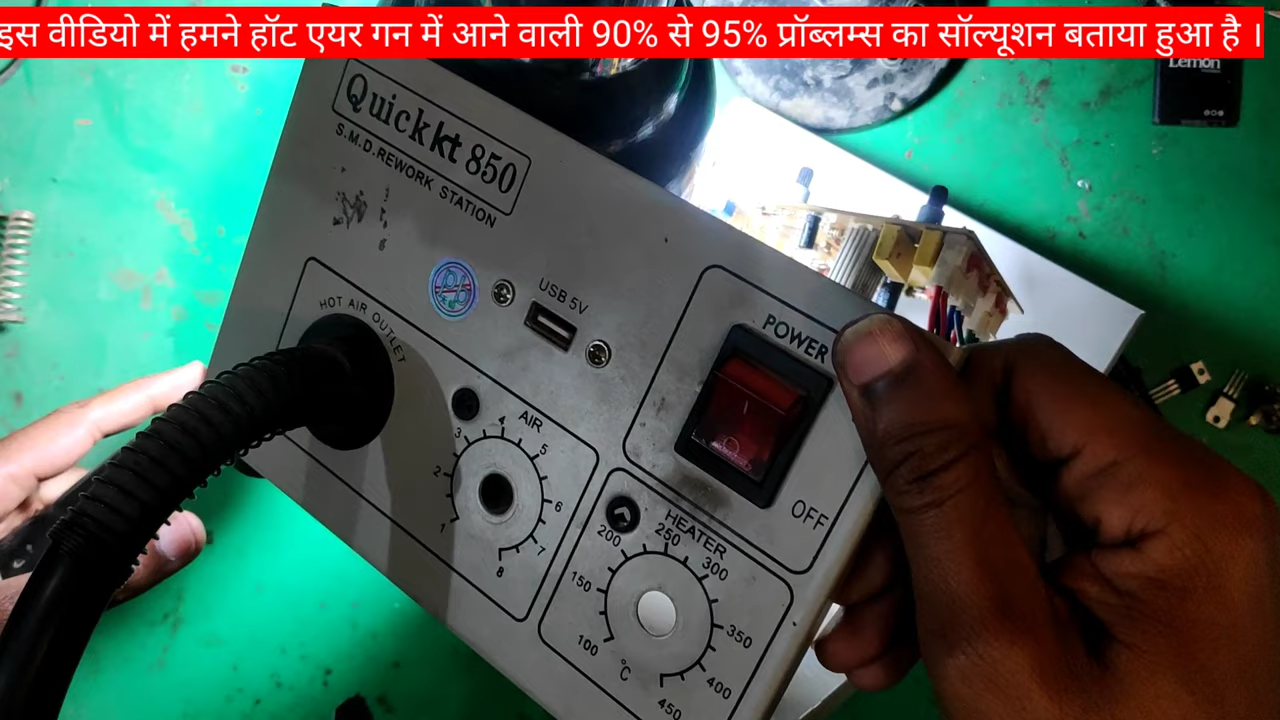 इस वीडियो में हमने हॉट एयर गन में आने वाली 90% से 95% प्रॉब्लम्स का सॉल्यूशन बताया हुआ है ।
Lemon
Quickkt 850
S.M.D.REWORK STATION
USB 5V
HOT AIR OUTLET
POWER
OFF
AIR
1 2 3 4 5 6 7 8
HEATER
100 150 200 250 300 350 400 450
°C